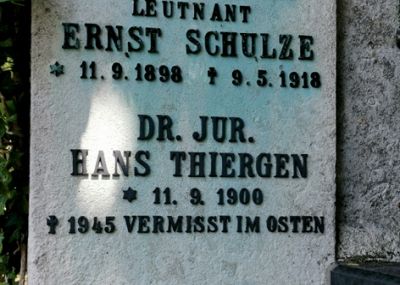 LEUTNANT
ERNST SCHULZE
* 11.9.1898 † 9.5.1918
DR. JUR.
HANS THIERGEN
* 11.9.1900
† 1945 VERMISST IM OSTEN